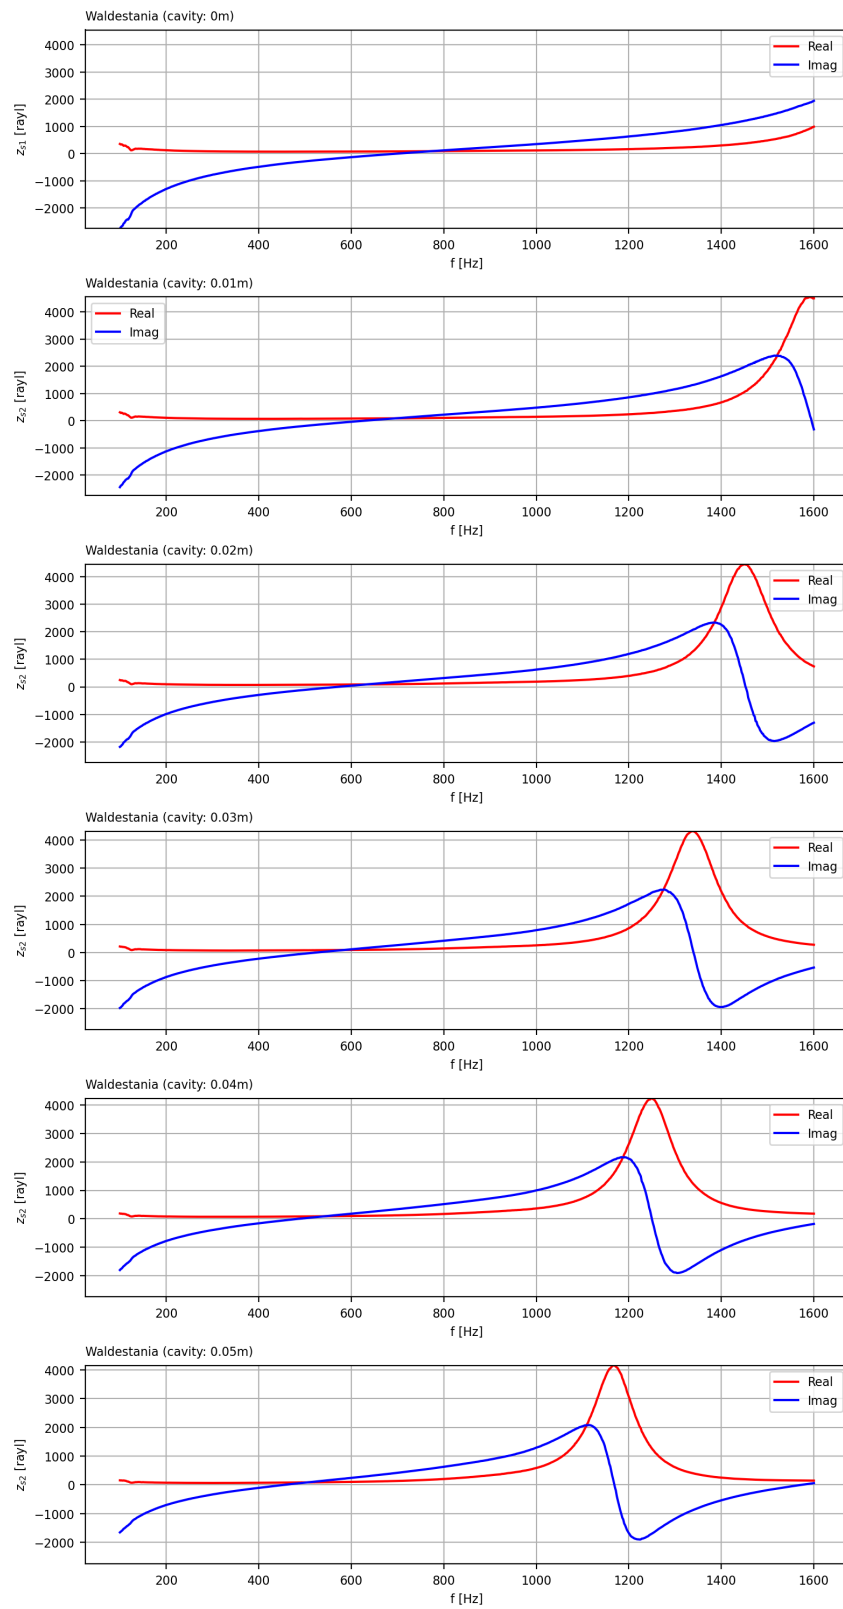 Waldestania (cavity: 0m)
4000
3000
2000
1000
0
−1000
−2000
z_s1 [rayl]
Real
Imag
200 400 600 800 1000 1200 1400 1600
f [Hz]
Waldestania (cavity: 0.01m)
4000
3000
2000
1000
0
−1000
−2000
z_s2 [rayl]
Real
Imag
200 400 600 800 1000 1200 1400 1600
f [Hz]
Waldestania (cavity: 0.02m)
4000
3000
2000
1000
0
−1000
−2000
z_s2 [rayl]
Real
Imag
200 400 600 800 1000 1200 1400 1600
f [Hz]
Waldestania (cavity: 0.03m)
4000
3000
2000
1000
0
−1000
−2000
z_s2 [rayl]
Real
Imag
200 400 600 800 1000 1200 1400 1600
f [Hz]
Waldestania (cavity: 0.04m)
4000
3000
2000
1000
0
−1000
−2000
z_s2 [rayl]
Real
Imag
200 400 600 800 1000 1200 1400 1600
f [Hz]
Waldestania (cavity: 0.05m)
4000
3000
2000
1000
0
−1000
−2000
z_s2 [rayl]
Real
Imag
200 400 600 800 1000 1200 1400 1600
f [Hz]